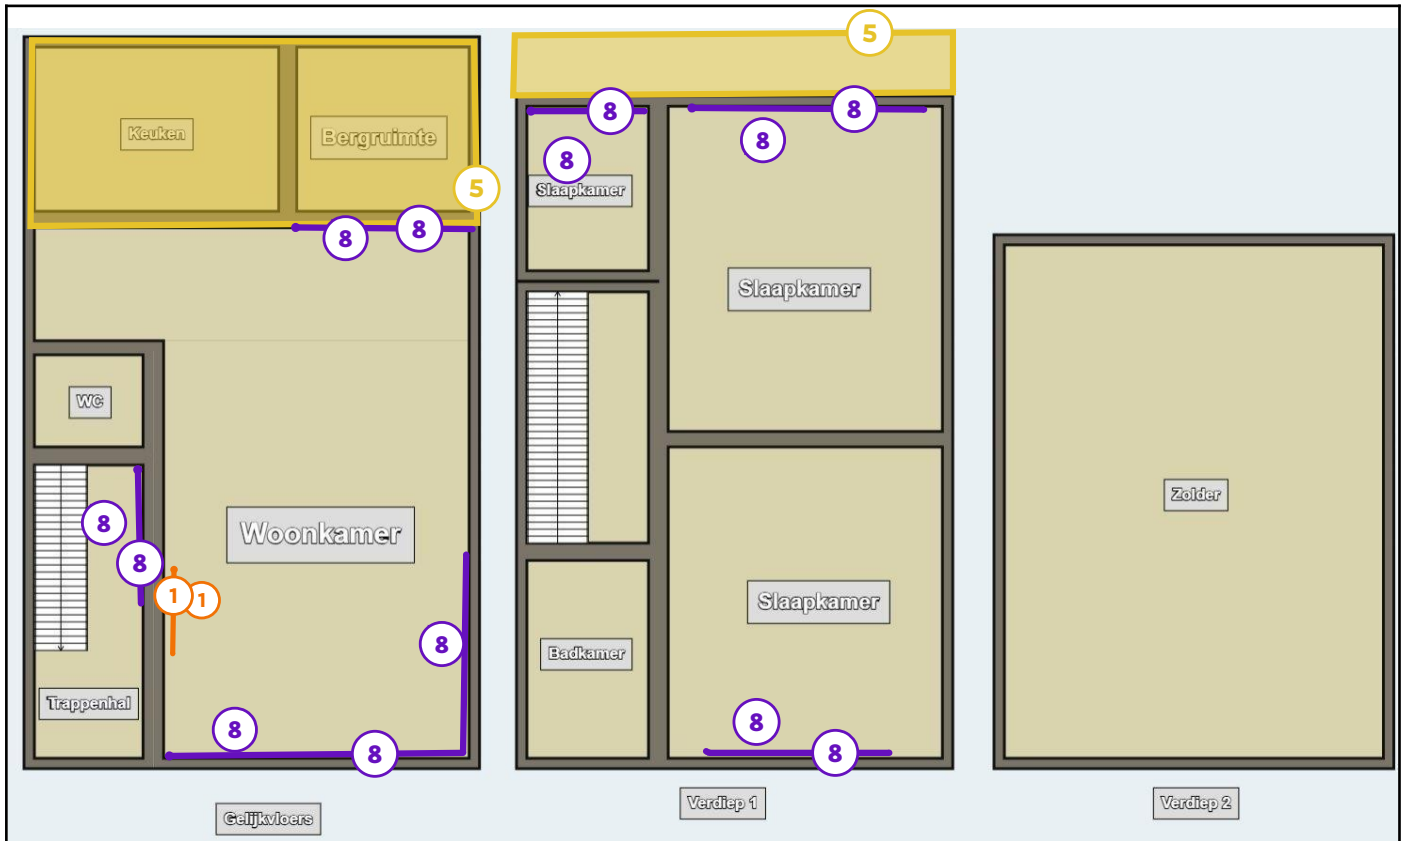 5
8
8
8
8
Keuken
Bergruimte
5
Slaapkamer
8
8
Slaapkamer
WC
Zolder
8
Woonkamer
8
1
1
Slaapkamer
8
Badkamer
Trappenhal
8
8
8
8
Verdiep 1
Verdiep 2
Gelijkvloers